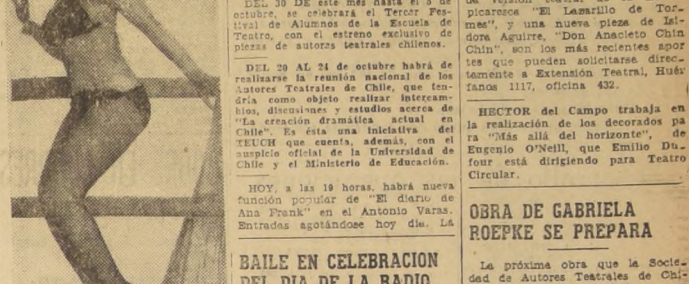 DEL 30 DE este mes hasta el 5 de
octubre, se celebrará el Tercer Fes-
tival de Alumnos de la Escuela de
Teatro, con el estreno exclusivo de
piezas de autores teatrales chilenos.
DEL 20 AL 24 de octubre habrá de
realizarse la reunión nacional de los
Autores Teatrales de Chile, que ten-
dría como objeto realizar intercam-
bios, discusiones y estudios acerca de
"La creación dramática actual en
Chile". Es ésta una iniciativa del
TEUCH que cuenta, además, con el
auspicio oficial de la Universidad de
Chile y el Ministerio de Educación.
HOY, a las 19 horas, habrá nueva
función popular de "El diario de
Ana Frank" en el Antonio Varas.
Entradas agotándose hoy día. La
BAILE EN CELEBRACION
DEL DIA DE LA RADIO
picaresca "El Lazarillo de Tor-
mes", y una nueva pieza de Isi-
dora Aguirre, "Don Anacleto Chin
Chin", son los más recientes apor
tes que pueden solicitarse direc-
tamente a Extensión Teatral, Huér
fanos 1117, oficina 432.
HECTOR del Campo trabaja en
la realización de los decorados pa
ra "Más allá del horizonte", de
Eugenio O'Neill, que Emilio Du-
four está dirigiendo para Teatro
Circular.
OBRA DE GABRIELA
ROEPKE SE PREPARA
La próxima obra que la Socie-
dad de Autores Teatrales de Chi-